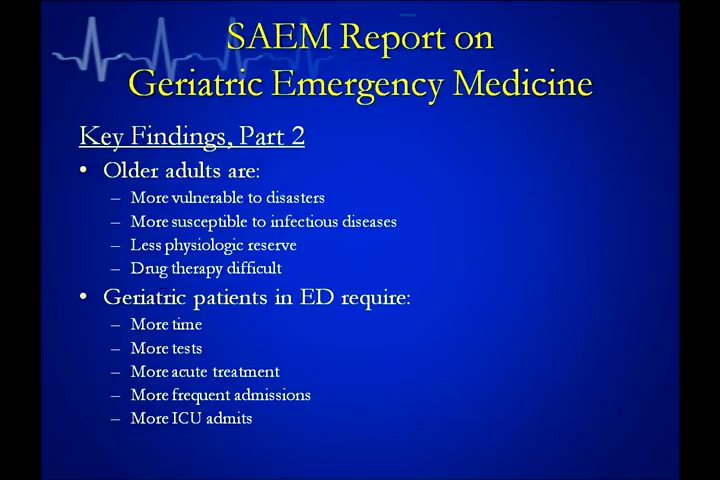 SAEM Report on
Geriatric Emergency Medicine
Key Findings, Part 2
• Older adults are:
– More vulnerable to disasters
– More susceptible to infectious diseases
– Less physiologic reserve
– Drug therapy difficult
• Geriatric patients in ED require:
– More time
– More tests
– More acute treatment
– More frequent admissions
– More ICU admits